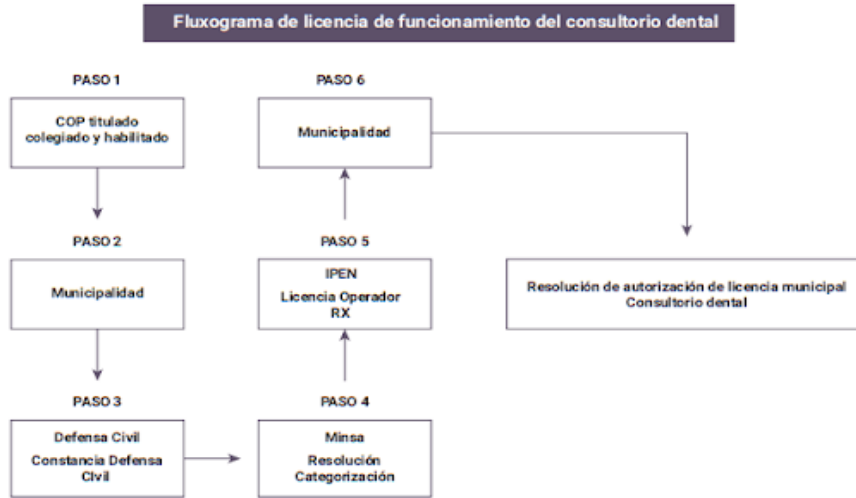 Fluxograma de licencia de funcionamiento del consultorio dental
PASO 1
COP titulado
colegiado y habilitado
PASO 2
Municipalidad
PASO 3
Defensa Civil
Constancia Defensa
CIvil
PASO 4
Minsa
Resolución
Categorización
PASO 5
IPEN
Licencia Operador
RX
PASO 6
Municipalidad
Resolución de autorización de licencia municipal
Consultorio dental